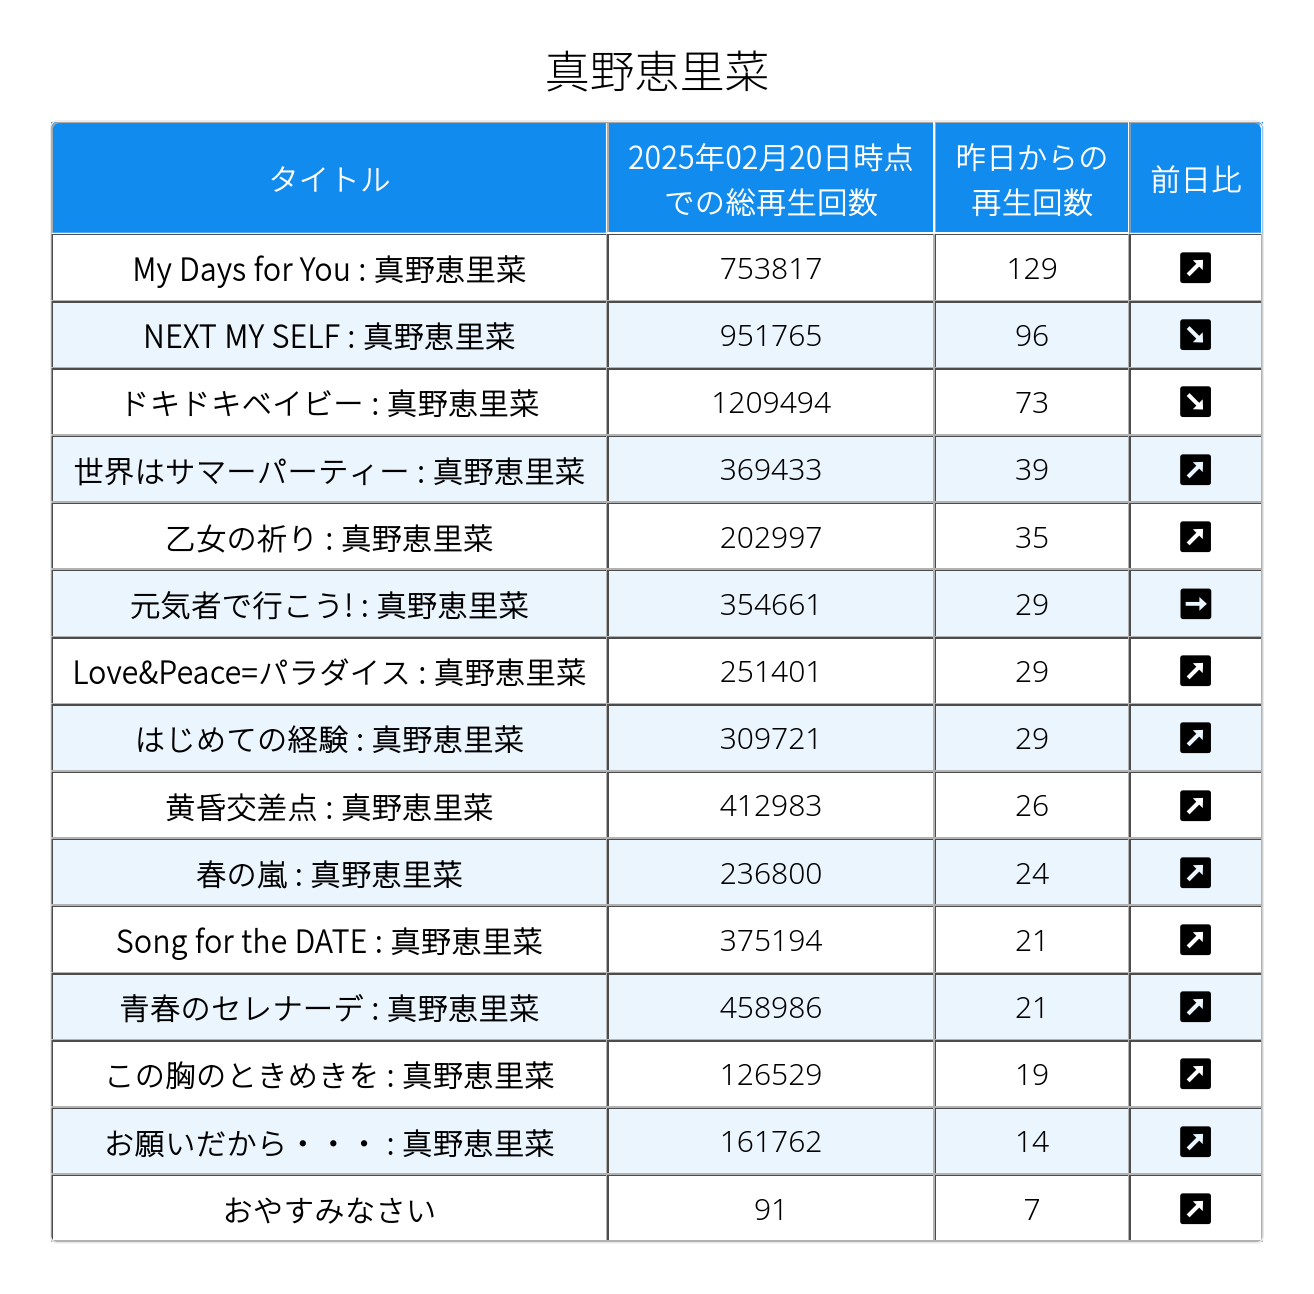 真野恵里菜
タイトル 2025年02月20日時点での総再生回数 昨日からの再生回数 前日比
My Days for You : 真野恵里菜 753817 129 ↗
NEXT MY SELF : 真野恵里菜 951765 96 ↘
ドキドキベイビー : 真野恵里菜 1209494 73 ↘
世界はサマーパーティー : 真野恵里菜 369433 39 ↗
乙女の祈り : 真野恵里菜 202997 35 ↗
元気者で行こう! : 真野恵里菜 354661 29 →
Love&Peace=パラダイス : 真野恵里菜 251401 29 ↗
はじめての経験 : 真野恵里菜 309721 29 ↗
黄昏交差点 : 真野恵里菜 412983 26 ↗
春の嵐 : 真野恵里菜 236800 24 ↗
Song for the DATE : 真野恵里菜 375194 21 ↗
青春のセレナーデ : 真野恵里菜 458986 21 ↗
この胸のときめきを : 真野恵里菜 126529 19 ↗
お願いだから・・・ : 真野恵里菜 161762 14 ↗
おやすみなさい 91 7 ↗